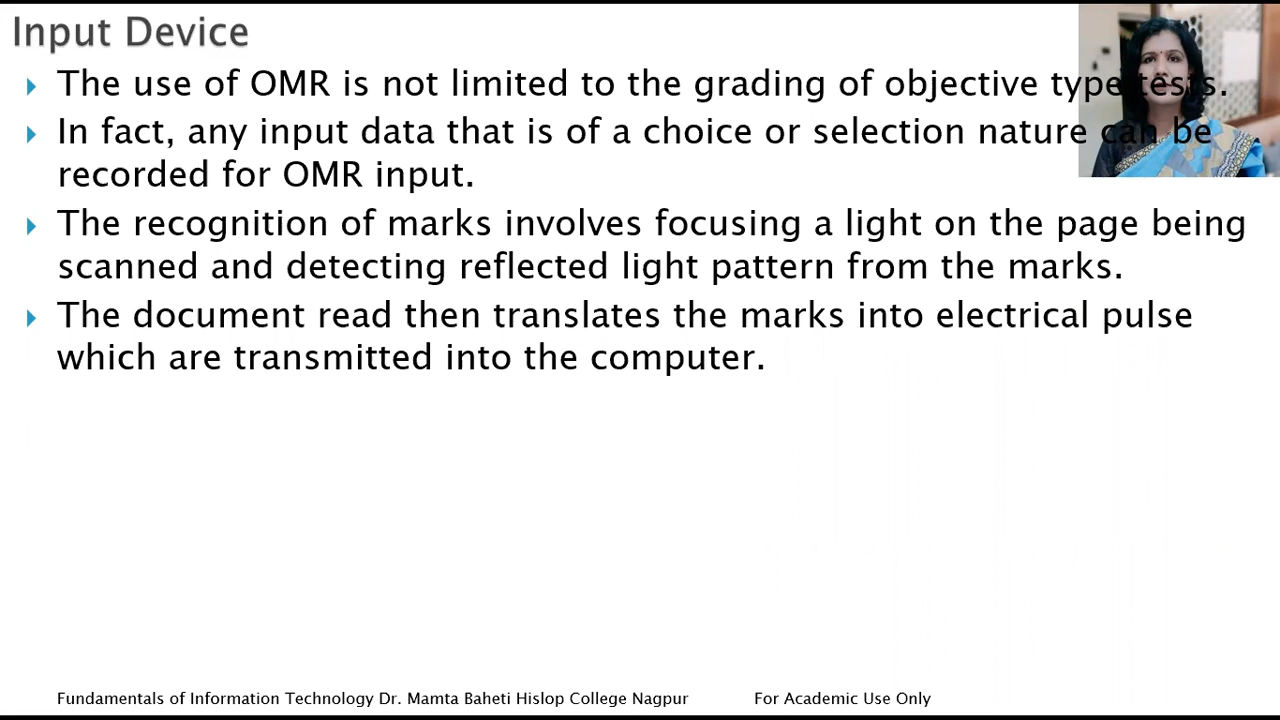 Input Device
The use of OMR is not limited to the grading of objective type tests.
In fact, any input data that is of a choice or selection nature can be
recorded for OMR input.
The recognition of marks involves focusing a light on the page being
scanned and detecting reflected light pattern from the marks.
The document read then translates the marks into electrical pulse
which are transmitted into the computer.
Fundamentals of Information Technology Dr. Mamta Baheti Hislop College Nagpur For Academic Use Only